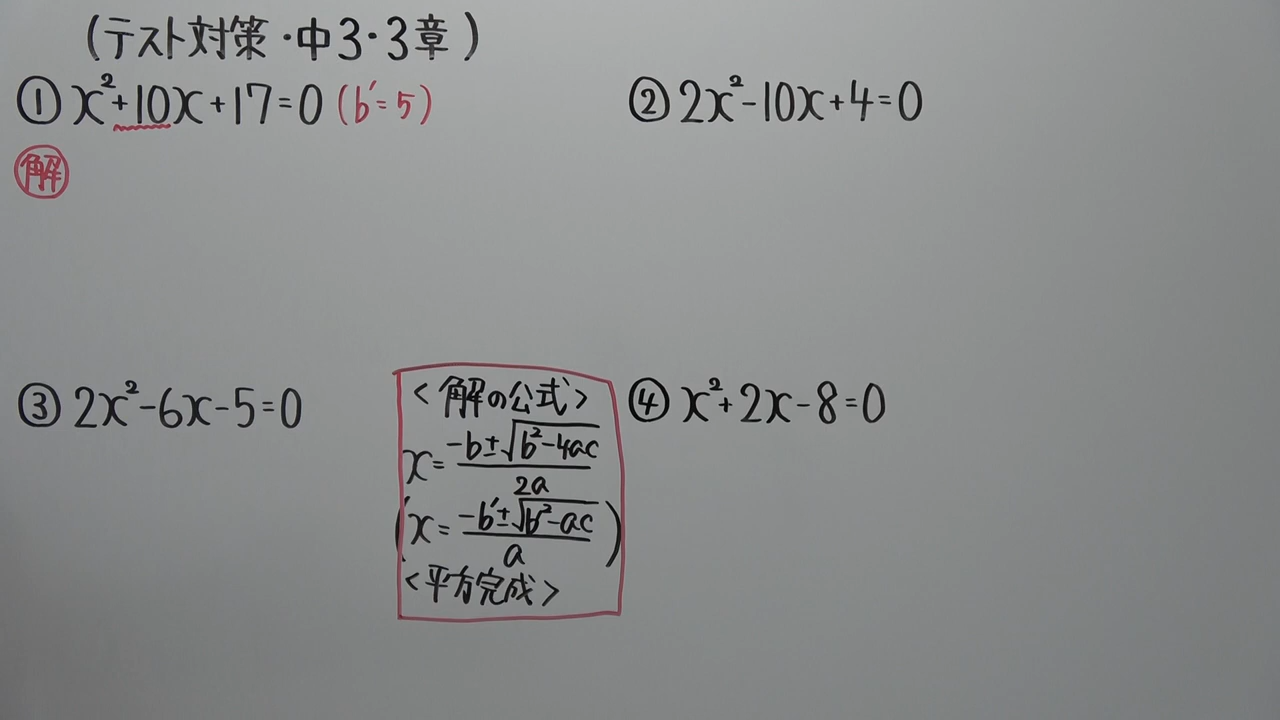 (テスト対策・中3・3章)
① x²+10x+17=0 (b'=5)
② 2x²-10x+4=0
解
③ 2x²-6x-5=0
<解の公式>
x=(-b±√(b²-4ac))/2a
(x=(-b'±√(b'²-ac))/a)
<平方完成>
④ x²+2x-8=0